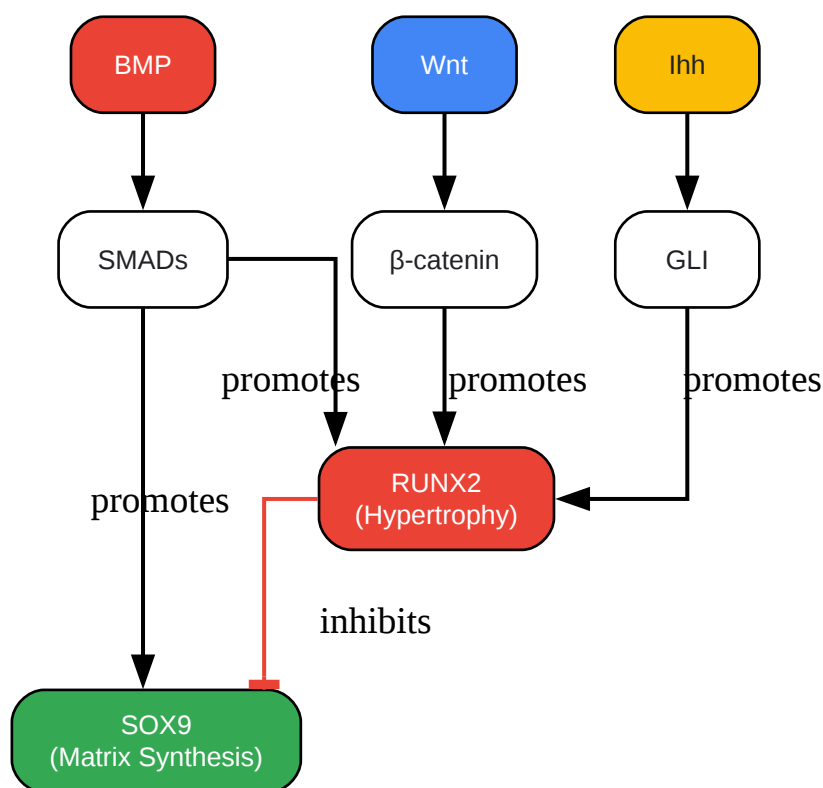 BMP
Wnt
Ihh
SMADs
β-catenin
GLI
promotes
promotes
promotes
RUNX2
(Hypertrophy)
promotes
inhibits
SOX9
(Matrix Synthesis)